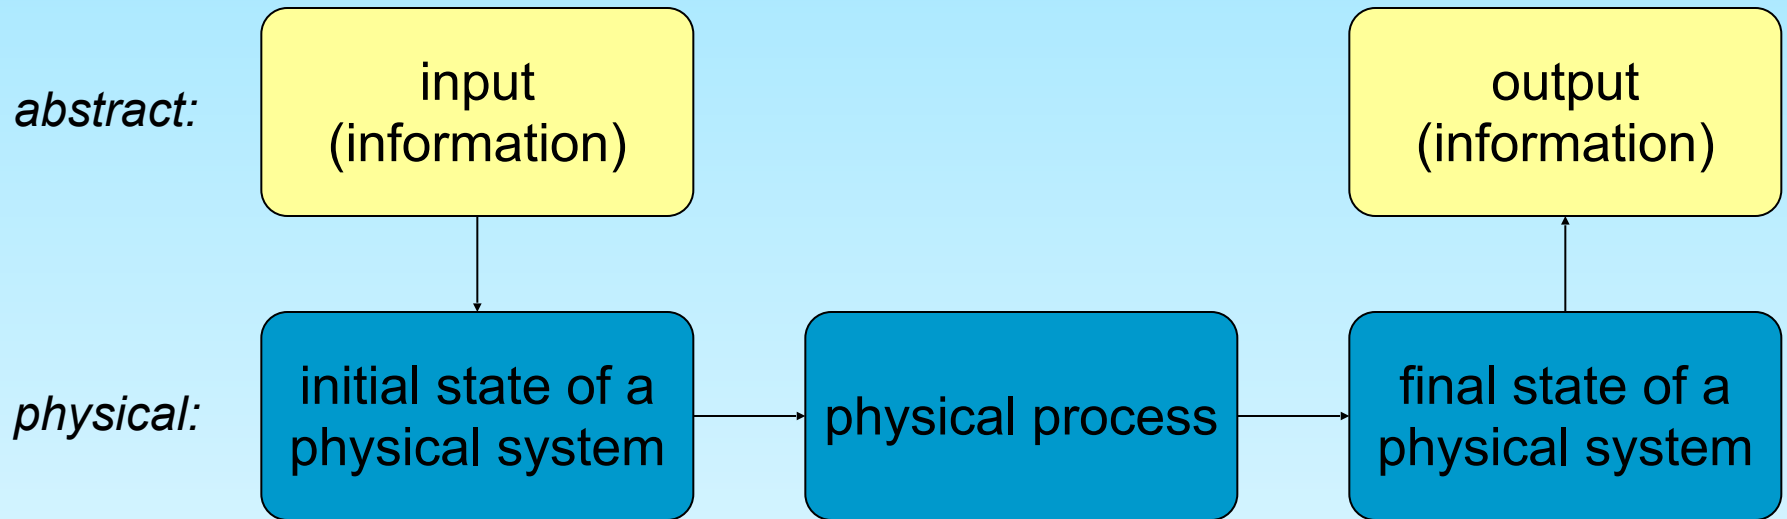 abstract:
input
(information)
output
(information)
physical:
initial state of a
physical system
physical process
final state of a
physical system